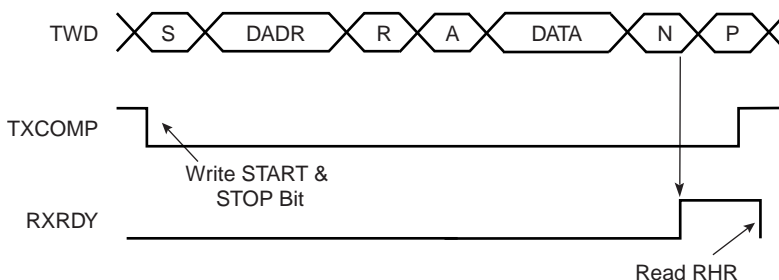 TWD S DADR R A DATA N P
TXCOMP
Write START &
STOP Bit
RXRDY
Read RHR